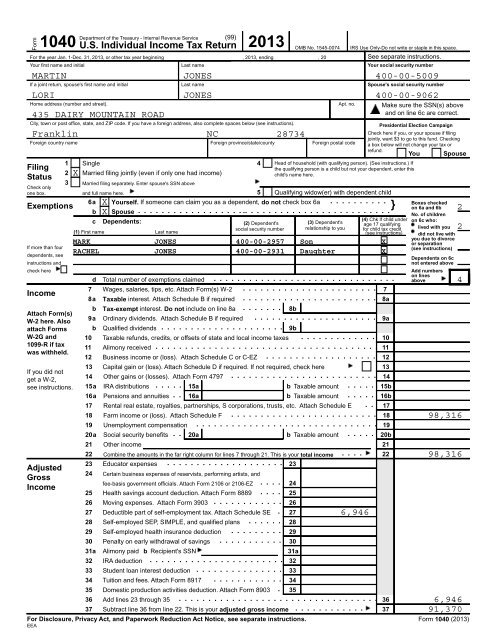 Form 1040 Department of the Treasury - Internal Revenue Service (99)
U.S. Individual Income Tax Return 2013 OMB No. 1545-0074 IRS Use Only-Do not write or staple in this space.
For the year Jan. 1-Dec. 31, 2013, or other tax year beginning , 2013, ending , 20 See separate instructions.
Your first name and initial Last name Your social security number
MARTIN JONES 400-00-5009
If a joint return, spouse's first name and initial Last name Spouse's social security number
LORI JONES 400-00-9062
Home address (number and street). Apt. no. Make sure the SSN(s) above
435 DAIRY MOUNTAIN ROAD and on line 6c are correct.
City, town or post office, state, and ZIP code. If you have a foreign address, also complete spaces below (see instructions). Presidential Election Campaign
Franklin NC 28734 Check here if you, or your spouse if filing
Foreign country name Foreign province/state/county Foreign postal code jointly, want $3 to go to this fund. Checking
a box below will not change your tax or
refund. You Spouse
Filing Status
Check only one box.
1 Single
2 X Married filing jointly (even if only one had income)
3 Married filing separately. Enter spouse's SSN above
and full name here.
4 Head of household (with qualifying person). (See instructions.) If
the qualifying person is a child but not your dependent, enter this
child's name here.
5 Qualifying widow(er) with dependent child
Exemptions
6a X Yourself. If someone can claim you as a dependent, do not check box 6a
b X Spouse
Boxes checked on 6a and 6b 2
No. of children on 6c who:
lived with you 2
did not live with you due to divorce or separation (see instructions)
Dependents on 6c not entered above
Add numbers on lines above 4
c Dependents: (2) Dependent's social security number (3) Dependent's relationship to you (4) Chk if child under age 17 qualifying for child tax credit (see instructions)
(1) First name Last name
MARK JONES 400-00-2957 Son X
RACHEL JONES 400-00-2931 Daughter X
If more than four dependents, see instructions and check here
d Total number of exemptions claimed
Income
Attach Form(s) W-2 here. Also attach Forms W-2G and 1099-R if tax was withheld.
If you did not get a W-2, see instructions.
7 Wages, salaries, tips, etc. Attach Form(s) W-2 7
8a Taxable interest. Attach Schedule B if required 8a
b Tax-exempt interest. Do not include on line 8a 8b
9a Ordinary dividends. Attach Schedule B if required 9a
b Qualified dividends 9b
10 Taxable refunds, credits, or offsets of state and local income taxes 10
11 Alimony received 11
12 Business income or (loss). Attach Schedule C or C-EZ 12
13 Capital gain or (loss). Attach Schedule D if required. If not required, check here 13
14 Other gains or (losses). Attach Form 4797 14
15a IRA distributions 15a b Taxable amount 15b
16a Pensions and annuities 16a b Taxable amount 16b
17 Rental real estate, royalties, partnerships, S corporations, trusts, etc. Attach Schedule E 17
18 Farm income or (loss). Attach Schedule F 18 98,316
19 Unemployment compensation 19
20a Social security benefits 20a b Taxable amount 20b
21 Other income 21
22 Combine the amounts in the far right column for lines 7 through 21. This is your total income 22 98,316
Adjusted Gross Income
23 Educator expenses 23
24 Certain business expenses of reservists, performing artists, and
fee-basis government officials. Attach Form 2106 or 2106-EZ 24
25 Health savings account deduction. Attach Form 8889 25
26 Moving expenses. Attach Form 3903 26
27 Deductible part of self-employment tax. Attach Schedule SE 27 6,946
28 Self-employed SEP, SIMPLE, and qualified plans 28
29 Self-employed health insurance deduction 29
30 Penalty on early withdrawal of savings 30
31a Alimony paid b Recipient's SSN 31a
32 IRA deduction 32
33 Student loan interest deduction 33
34 Tuition and fees. Attach Form 8917 34
35 Domestic production activities deduction. Attach Form 8903 35
36 Add lines 23 through 35 36 6,946
37 Subtract line 36 from line 22. This is your adjusted gross income 37 91,370
For Disclosure, Privacy Act, and Paperwork Reduction Act Notice, see separate instructions. Form 1040 (2013)
EEA